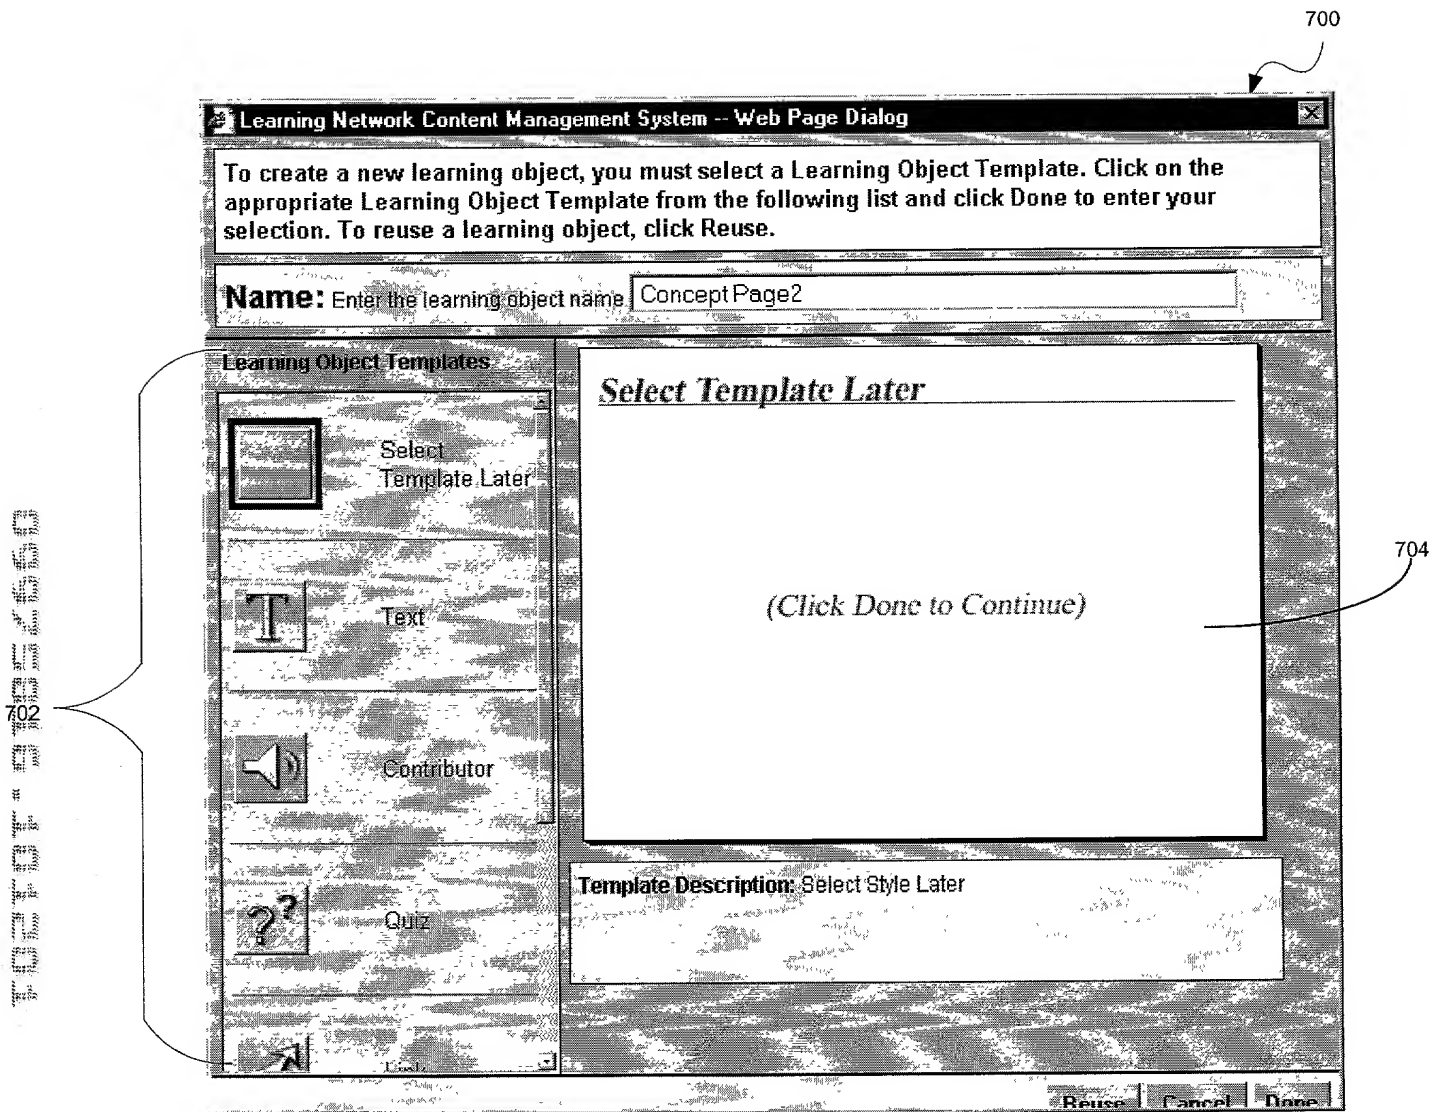 700
Learning Network Content Management System -- Web Page Dialog
To create a new learning object, you must select a Learning Object Template. Click on the
appropriate Learning Object Template from the following list and click Done to enter your
selection. To reuse a learning object, click Reuse.
Name: Enter the learning object name Concept Page2
Learning Object Templates
Select
Template Later
Text
Contributor
Quiz
Select Template Later
(Click Done to Continue)
704
702
Template Description: Select Style Later
Reuse Cancel Done